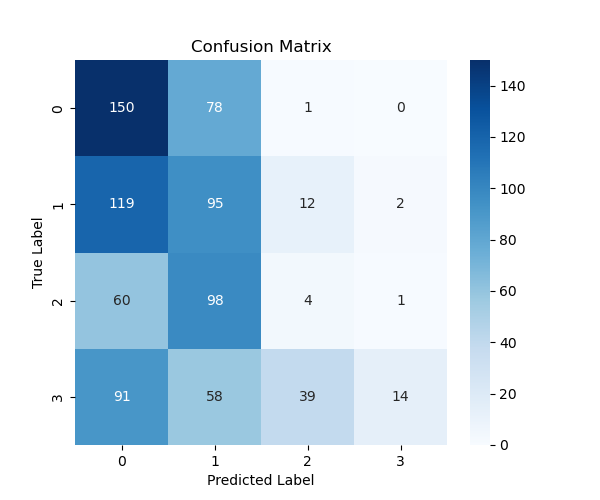 Confusion Matrix
True Label
0 150 78 1 0
1 119 95 12 2
2 60 98 4 1
3 91 58 39 14
0 1 2 3
Predicted Label
140
120
100
80
60
40
20
0